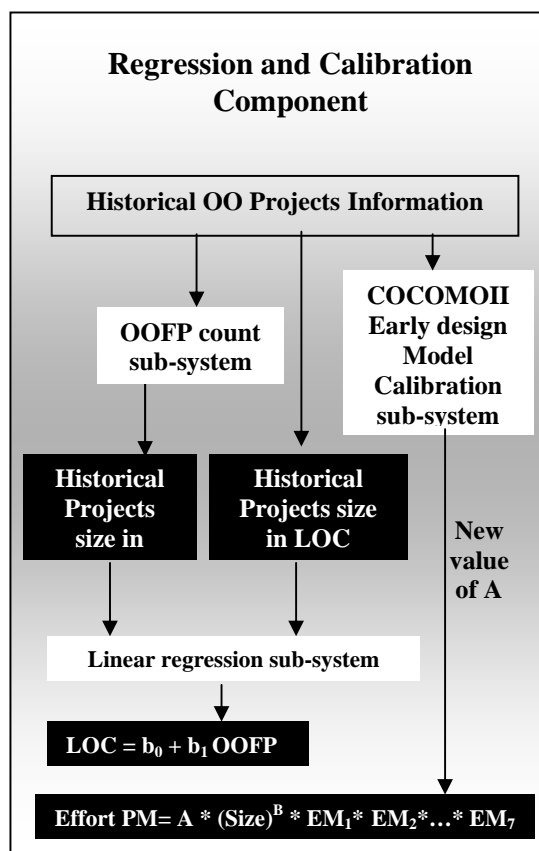 Regression and Calibration
Component
Historical OO Projects Information
OOFP count
sub-system
COCOMOII
Early design
Model
Calibration
sub-system
Historical
Projects
size in
Historical
Projects size
in LOC
New
value
of A
Linear regression sub-system
LOC = b₀ + b₁ OOFP
Effort PM= A * (Size)ᴮ * EM₁* EM₂*…* EM₇